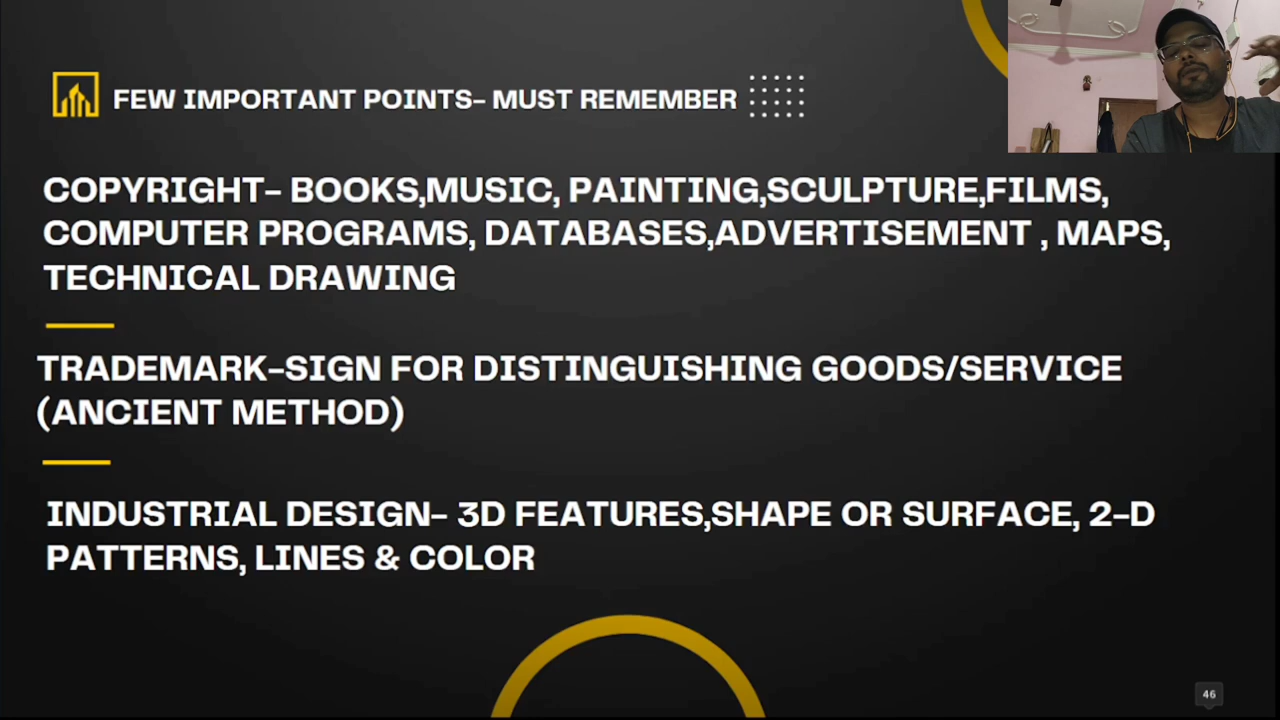 FEW IMPORTANT POINTS- MUST REMEMBER
COPYRIGHT- BOOKS,MUSIC, PAINTING,SCULPTURE,FILMS,
COMPUTER PROGRAMS, DATABASES,ADVERTISEMENT , MAPS,
TECHNICAL DRAWING
TRADEMARK-SIGN FOR DISTINGUISHING GOODS/SERVICE
(ANCIENT METHOD)
INDUSTRIAL DESIGN- 3D FEATURES,SHAPE OR SURFACE, 2-D
PATTERNS, LINES & COLOR
46